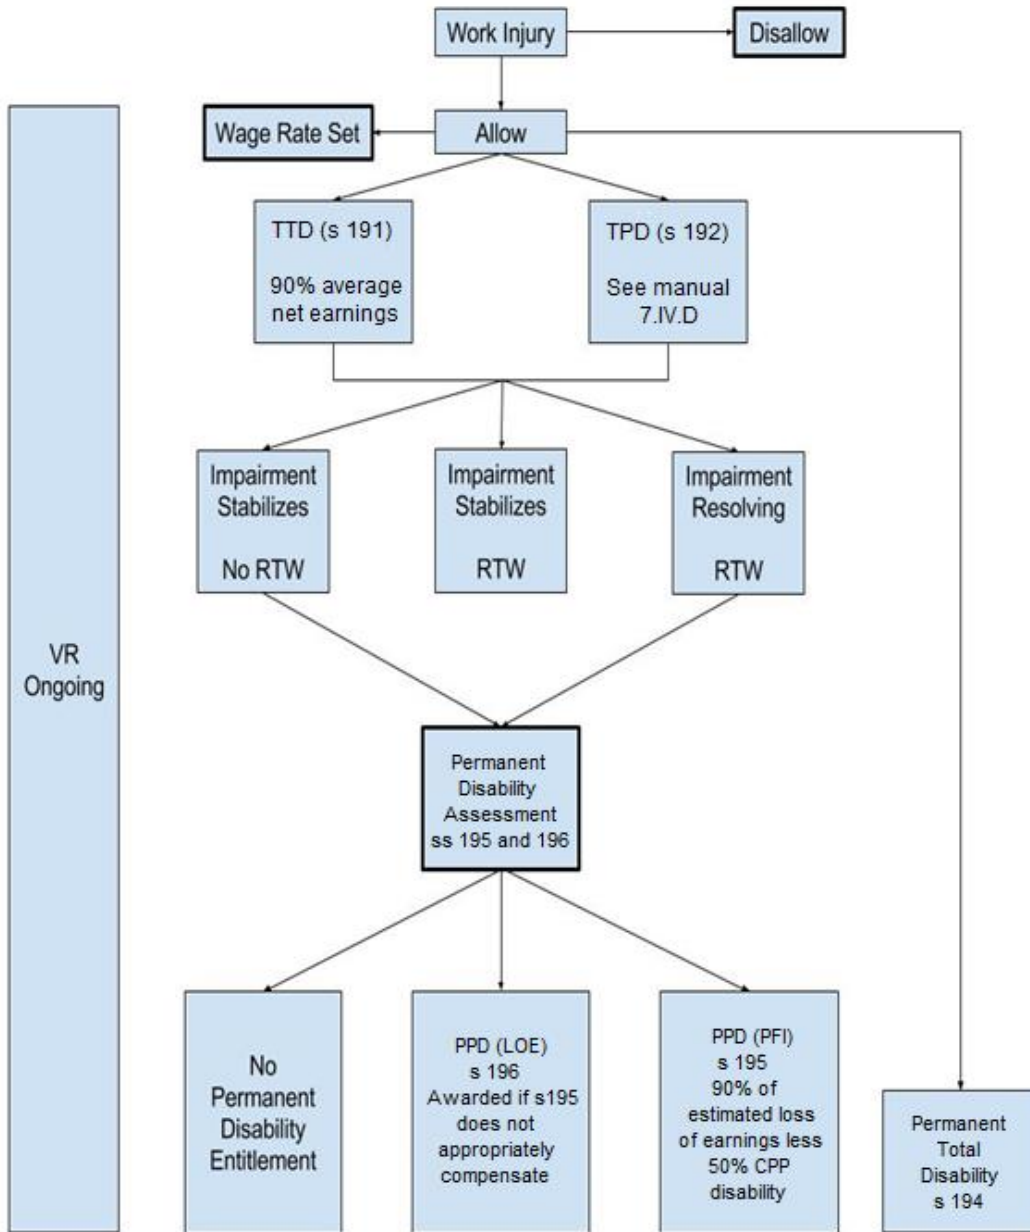 Work Injury
Disallow
Wage Rate Set
Allow
TTD (s 191)
90% average
net earnings
TPD (s 192)
See manual
7.IV.D
Impairment
Stabilizes
No RTW
Impairment
Stabilizes
RTW
Impairment
Resolving
RTW
VR
Ongoing
Permanent
Disability
Assessment
ss 195 and 196
No
Permanent
Disability
Entitlement
PPD (LOE)
s 196
Awarded if s195
does not
appropriately
compensate
PPD (PFI)
s 195
90% of
estimated loss
of earnings less
50% CPP
disability
Permanent
Total
Disability
s 194